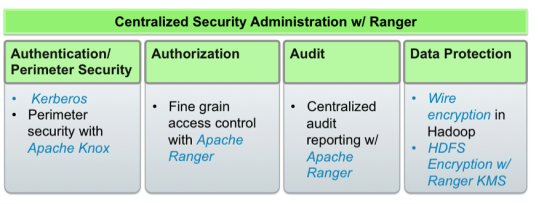 Centralized Security Administration w/ Ranger
Authentication/
Perimeter Security
• Kerberos
• Perimeter
security with
Apache Knox
Authorization
• Fine grain
access control
with Apache
Ranger
Audit
• Centralized
audit
reporting w/
Apache
Ranger
Data Protection
• Wire
encryption in
Hadoop
• HDFS
Encryption w/
Ranger KMS